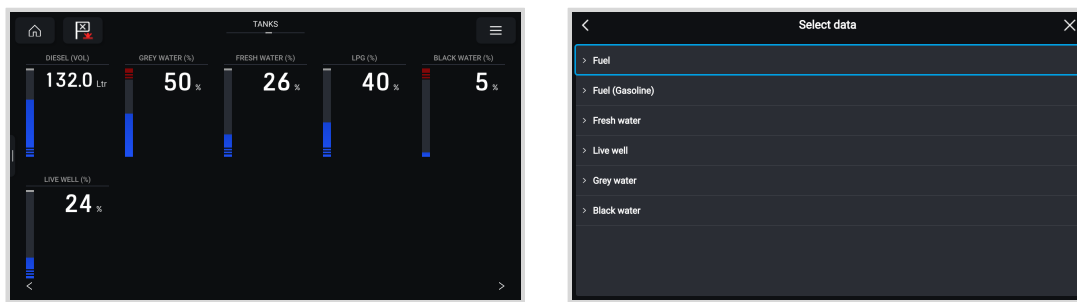 TANKS
DIESEL (VOL)
132.0 Ltr
GREY WATER (%)
50 %
FRESH WATER (%)
26 %
LPG (%)
40 %
BLACK WATER (%)
5 %
LIVE WELL (%)
24 %
Select data
Fuel
Fuel (Gasoline)
Fresh water
Live well
Grey water
Black water